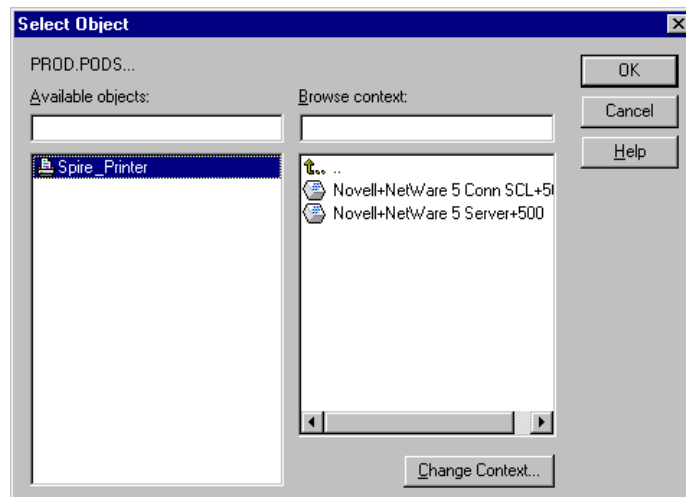 Select Object
PROD.PODS...
OK
Available objects:
Browse context:
Cancel
Help
Spire_Printer
..
Novell+NetWare 5 Conn SCL+50
Novell+NetWare 5 Server+500
Change Context...